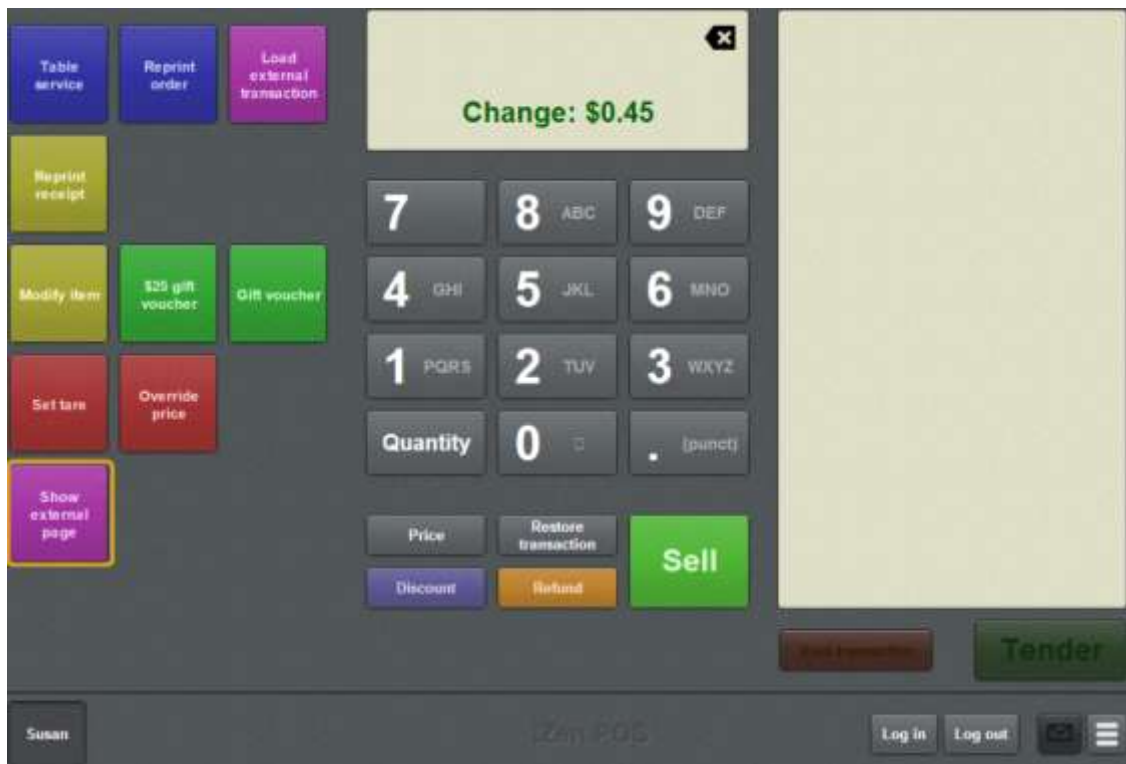 Table
service
Reprint
order
Load
external
transaction
Reprint
receipt
Modify item
$25 gift
voucher
Gift voucher
Set tare
Override
price
Show
external
page
Change: $0.45
7
8 ABC
9 DEF
4 GHI
5 JKL
6 MNO
1 PQRS
2 TUV
3 WXYZ
Quantity
0
. (punct)
Price
Restore
transaction
Sell
Discount
Refund
Tender
Susan
iZen POS
Log in
Log out